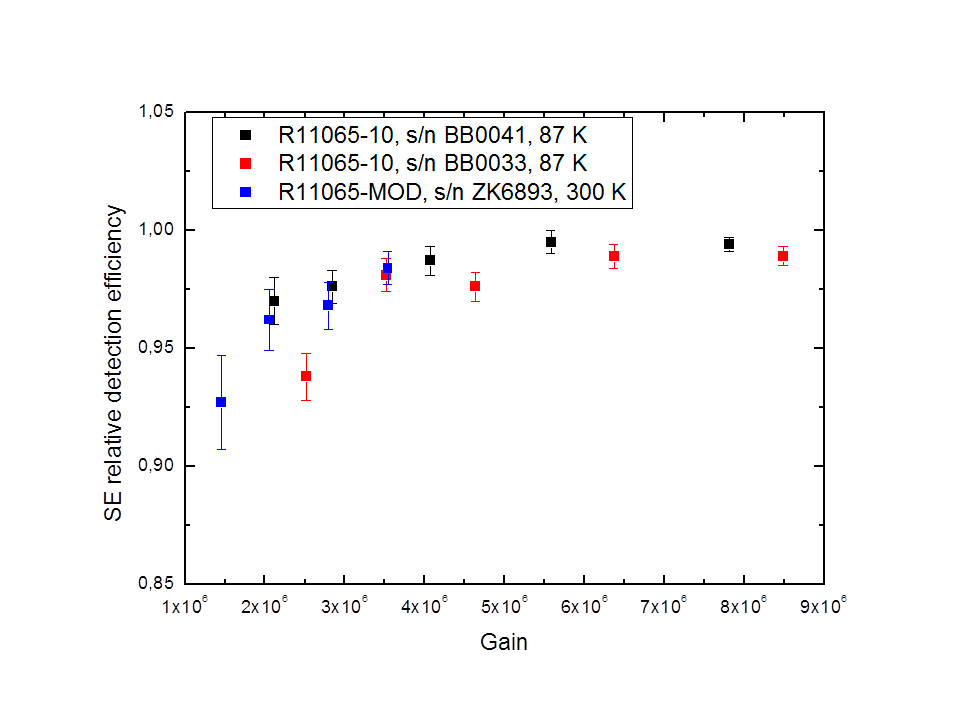 1,05
R11065-10, s/n BB0041, 87 K
R11065-10, s/n BB0033, 87 K
R11065-MOD, s/n ZK6893, 300 K
1,00
0,95
0,90
0,85
SE relative detection efficiency
1x10⁶ 2x10⁶ 3x10⁶ 4x10⁶ 5x10⁶ 6x10⁶ 7x10⁶ 8x10⁶ 9x10⁶
Gain